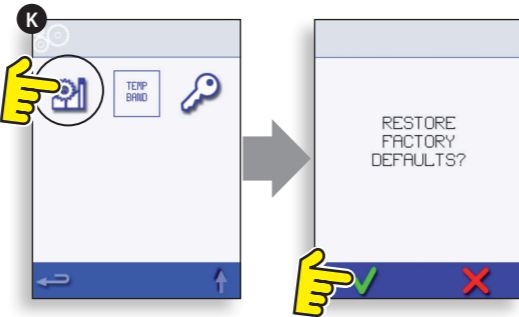 K
TEMP
BAND
RESTORE
FACTORY
DEFAULTS?